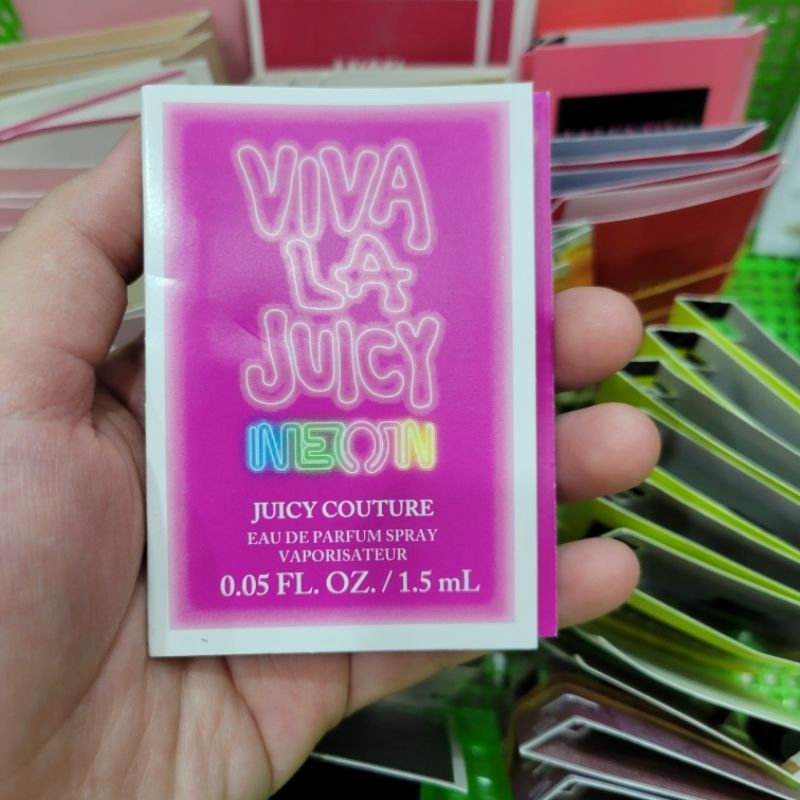 VIVA
LA
JUICY
NEON
JUICY COUTURE
EAU DE PARFUM SPRAY
VAPORISATEUR
0.05 FL. OZ. / 1.5 mL